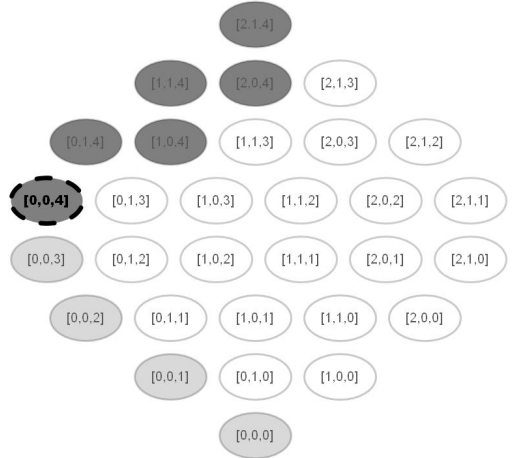 [2,1,4]
[1,1,4] [2,0,4] [2,1,3]
[0,1,4] [1,0,4] [1,1,3] [2,0,3] [2,1,2]
[0,0,4] [0,1,3] [1,0,3] [1,1,2] [2,0,2] [2,1,1]
[0,0,3] [0,1,2] [1,0,2] [1,1,1] [2,0,1] [2,1,0]
[0,0,2] [0,1,1] [1,0,1] [1,1,0] [2,0,0]
[0,0,1] [0,1,0] [1,0,0]
[0,0,0]